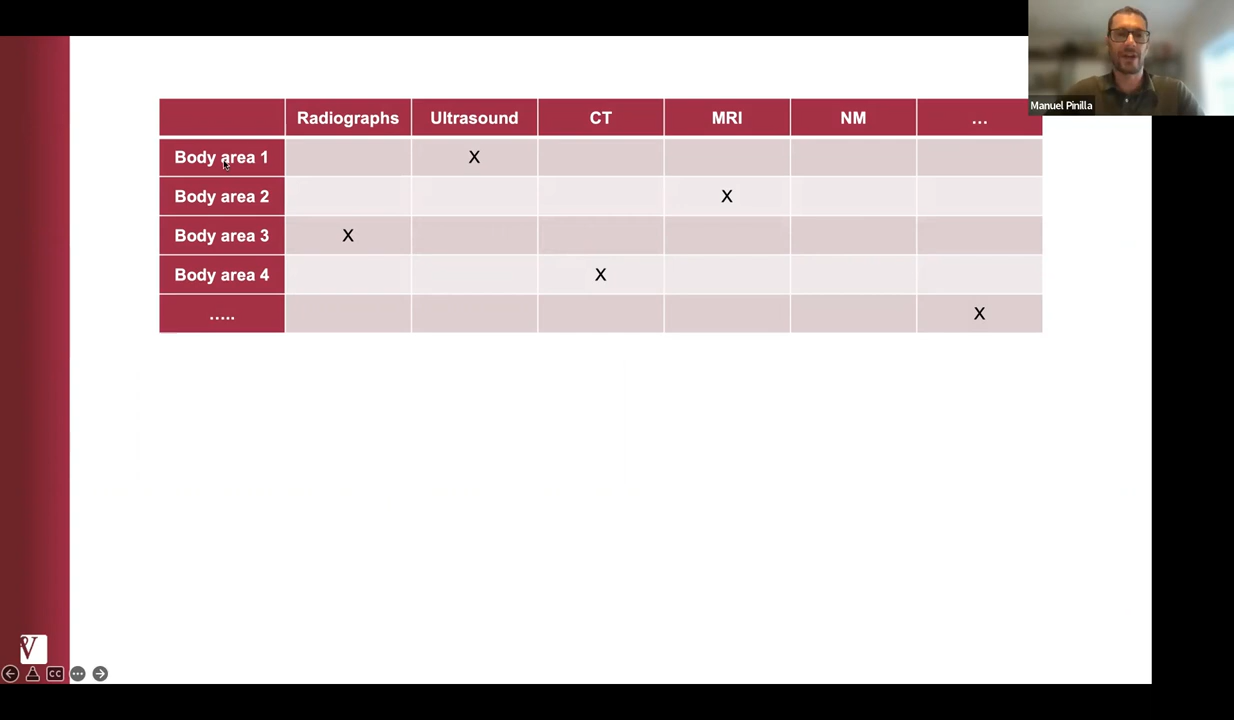 Manuel Pinilla
Radiographs Ultrasound CT MRI NM …
Body area 1 X
Body area 2 X
Body area 3 X
Body area 4 X
….. X
V
CC